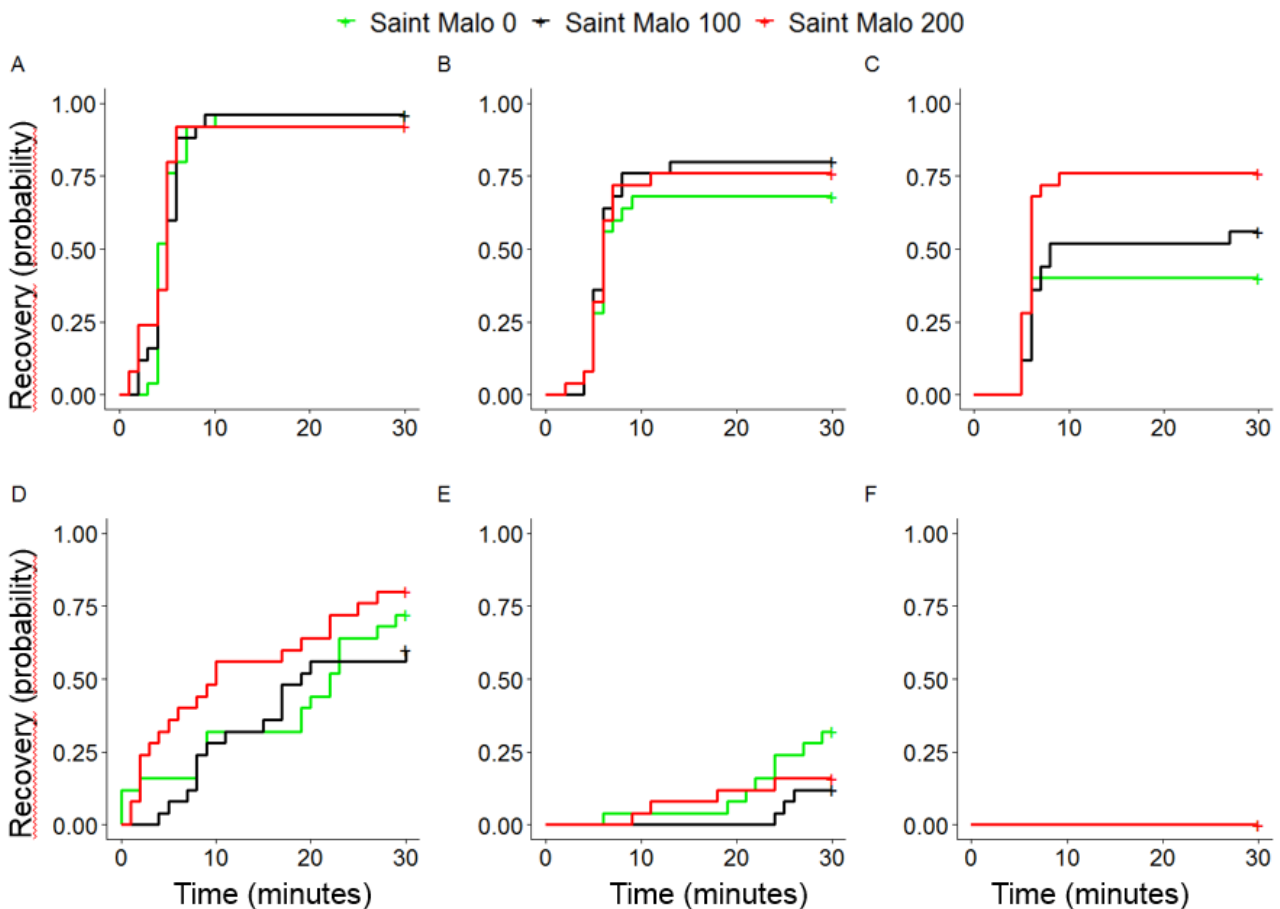 Saint Malo 0 Saint Malo 100 Saint Malo 200
A B C
Recovery (probability)
1.00 1.00 1.00
0.75 0.75 0.75
0.50 0.50 0.50
0.25 0.25 0.25
0.00 0.00 0.00
0 10 20 30 0 10 20 30 0 10 20 30
D E F
Recovery (probability)
1.00 1.00 1.00
0.75 0.75 0.75
0.50 0.50 0.50
0.25 0.25 0.25
0.00 0.00 0.00
0 10 20 30 0 10 20 30 0 10 20 30
Time (minutes) Time (minutes) Time (minutes)